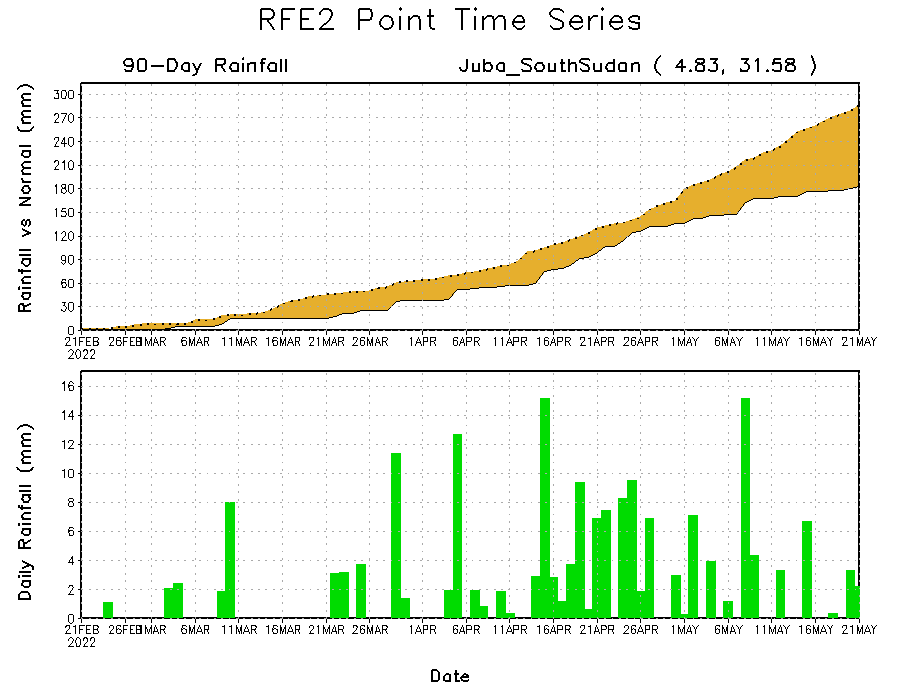 RFE2 Point Time Series
90-Day Rainfall
Juba_SouthSudan ( 4.83, 31.58 )
Rainfall vs Normal (mm)
300
270
240
210
180
150
120
90
60
30
0
21FEB 26FEB 1MAR 6MAR 11MAR 16MAR 21MAR 26MAR 1APR 6APR 11APR 16APR 21APR 26APR 1MAY 6MAY 11MAY 16MAY 21MAY
2022
Daily Rainfall (mm)
16
14
12
10
8
6
4
2
0
21FEB 26FEB 1MAR 6MAR 11MAR 16MAR 21MAR 26MAR 1APR 6APR 11APR 16APR 21APR 26APR 1MAY 6MAY 11MAY 16MAY 21MAY
2022
Date